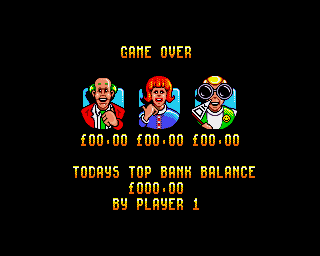 GAME OVER
£00.00 £00.00 £00.00
TODAYS TOP BANK BALANCE
£000.00
BY PLAYER 1